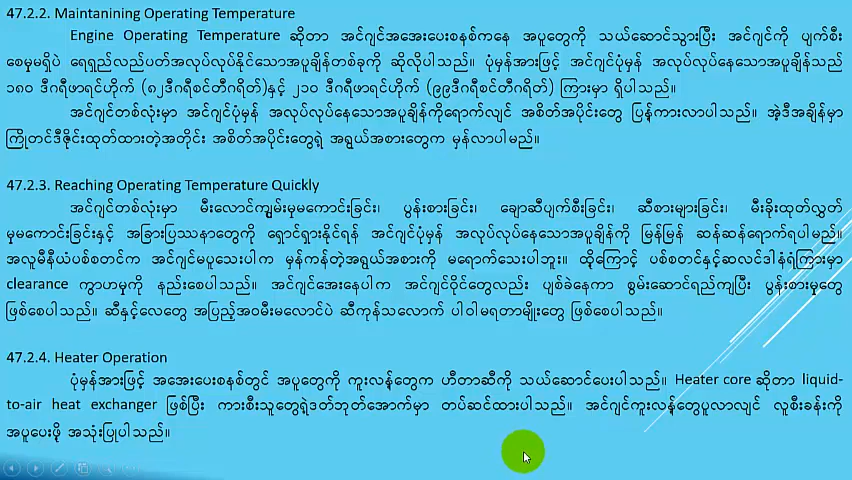 47.2.2. Maintanining Operating Temperature
Engine Operating Temperature ဆိုတာ အင်ဂျင်အအေးပေးစနစ်ကနေ အပူတွေကို သယ်ဆောင်သွားပြီး အင်ဂျင်ကို ပျက်စီး
စေမှုမရှိပဲ ရေရှည်လည်ပတ်အလုပ်လုပ်နိုင်သောအပူချိန်တစ်ခုကို ဆိုလိုပါသည်။ ပုံမှန်အားဖြင့် အင်ဂျင်ပုံမှန် အလုပ်လုပ်နေသောအပူချိန်သည်
၁၈၀ ဒီဂရီဖာရင်ဟိုက် (၈၂ဒီဂရီစင်တီဂရိတ်)နှင့် ၂၁၀ ဒီဂရီဖာရင်ဟိုက် (၉၉ဒီဂရီစင်တီဂရိတ်) ကြားမှာ ရှိပါသည်။
အင်ဂျင်တစ်လုံးမှာ အင်ဂျင်ပုံမှန် အလုပ်လုပ်နေသောအပူချိန်ကိုရောက်လျင် အစိတ်အပိုင်းတွေ ပြန့်ကားလာပါသည်။ အဲ့ဒီအချိန်မှာ
ကြိုတင်ဒီဇိုင်းထုတ်ထားတဲ့အတိုင်း အစိတ်အပိုင်းတွေရဲ့ အရွယ်အစားတွေက မှန်လာပါမည်။
47.2.3. Reaching Operating Temperature Quickly
အင်ဂျင်တစ်လုံးမှာ မီးလောင်ကျွမ်းမှုမကောင်းခြင်း၊ ပွန်းစားခြင်း၊ ချောဆီပျက်စီးခြင်း၊ ဆီစားများခြင်း၊ မီးခိုးထုတ်လွှတ်
မှုမကောင်းခြင်းနှင့် အခြားပြဿနာတွေကို ရှောင်ရှားနိုင်ရန် အင်ဂျင်ပုံမှန် အလုပ်လုပ်နေသောအပူချိန်ကို မြန်မြန် ဆန်ဆန်ရောက်ရပါမည်။
အလူမီနီယံပစ်စတင်က အင်ဂျင်မပူသေးပါက မှန်ကန်တဲ့အရွယ်အစားကို မရောက်သေးပါဘူး။ ထို့ကြောင့် ပစ်စတင်နှင့်ဆလင်ဒါနံရံကြားမှာ
clearance ကွာဟမှုကို နည်းစေပါသည်။ အင်ဂျင်အေးနေပါက အင်ဂျင်ဝိုင်တွေလည်း ပျစ်ခဲနေကာ စွမ်းဆောင်ရည်ကျပြီး ပွန်းစားမှုတွေ
ဖြစ်စေပါသည်။ ဆီနှင့်လေတွေ အပြည့်အဝမီးမလောင်ပဲ ဆီကုန်သလောက် ပါဝါမရတာမျိုးတွေ ဖြစ်စေပါသည်။
47.2.4. Heater Operation
ပုံမှန်အားဖြင့် အအေးပေးစနစ်တွင် အပူတွေကို ကူးလန့်တွေက ဟီတာဆီကို သယ်ဆောင်ပေးပါသည်။ Heater core ဆိုတာ liquid-
to-air heat exchanger ဖြစ်ပြီး ကားစီးသူတွေရဲ့ဒတ်ဘုတ်အောက်မှာ တပ်ဆင်ထားပါသည်။ အင်ဂျင်ကူးလန့်တွေပူလာလျင် လူစီးခန်းကို
အပူပေးဖို့ အသုံးပြုပါသည်။